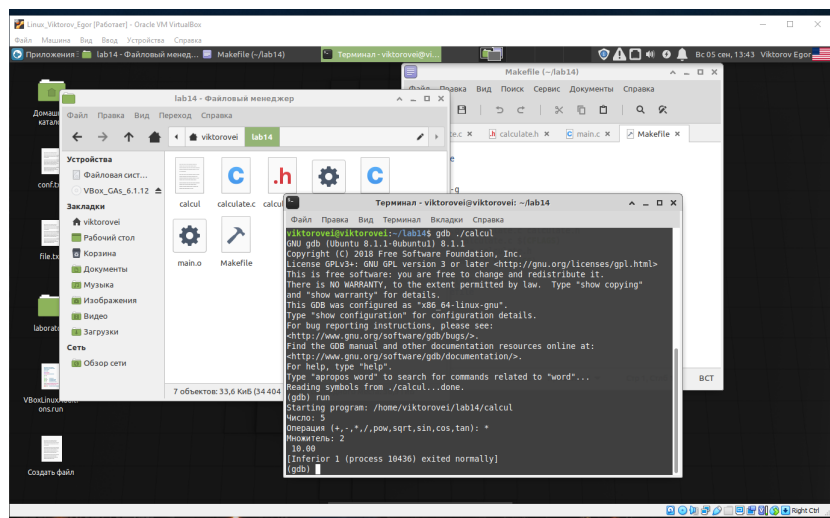 Linux_Viktorov_Egor [Работает] - Oracle VM VirtualBox
Файл Машина Вид Ввод Устройства Справка
Приложения lab14 - Файловый менед... Makefile (~/lab14) Терминал - viktorovei@vi... Вс 05 сен, 13:43 Viktorov Egor
Makefile (~/lab14)
Файл Правка Вид Поиск Сервис Документы Справка
te.c × calculate.h × main.c × Makefile ×
e
-g
ВСТ
lab14 - Файловый менеджер
Файл Правка Вид Переход Справка
viktorovei lab14
Устройства
Файловая сист...
VBox_GAs_6.1.12
Закладки
viktorovei
Рабочий стол
Корзина
Документы
Музыка
Изображения
Видео
Загрузки
Сеть
Обзор сети
calcul calculate.c calcul
main.o Makefile
7 объектов: 33,6 КиБ (34 404
Домаш
катал
conf.t
file.tx
laborat
VBoxLinux
ons.run
Создать файл
Терминал - viktorovei@viktorovei: ~/lab14
Файл Правка Вид Терминал Вкладки Справка
viktorovei@viktorovei:~/lab14$ gdb ./calcul
GNU gdb (Ubuntu 8.1.1-0ubuntu1) 8.1.1
Copyright (C) 2018 Free Software Foundation, Inc.
License GPLv3+: GNU GPL version 3 or later <http://gnu.org/licenses/gpl.html>
This is free software: you are free to change and redistribute it.
There is NO WARRANTY, to the extent permitted by law. Type "show copying"
and "show warranty" for details.
This GDB was configured as "x86_64-linux-gnu".
Type "show configuration" for configuration details.
For bug reporting instructions, please see:
<http://www.gnu.org/software/gdb/bugs/>.
Find the GDB manual and other documentation resources online at:
<http://www.gnu.org/software/gdb/documentation/>.
For help, type "help".
Type "apropos word" to search for commands related to "word"...
Reading symbols from ./calcul...done.
(gdb) run
Starting program: /home/viktorovei/lab14/calcul
Число: 5
Операция (+,-,*,/,pow,sqrt,sin,cos,tan): *
Множитель: 2
10.00
[Inferior 1 (process 10436) exited normally]
(gdb)
Right Ctrl